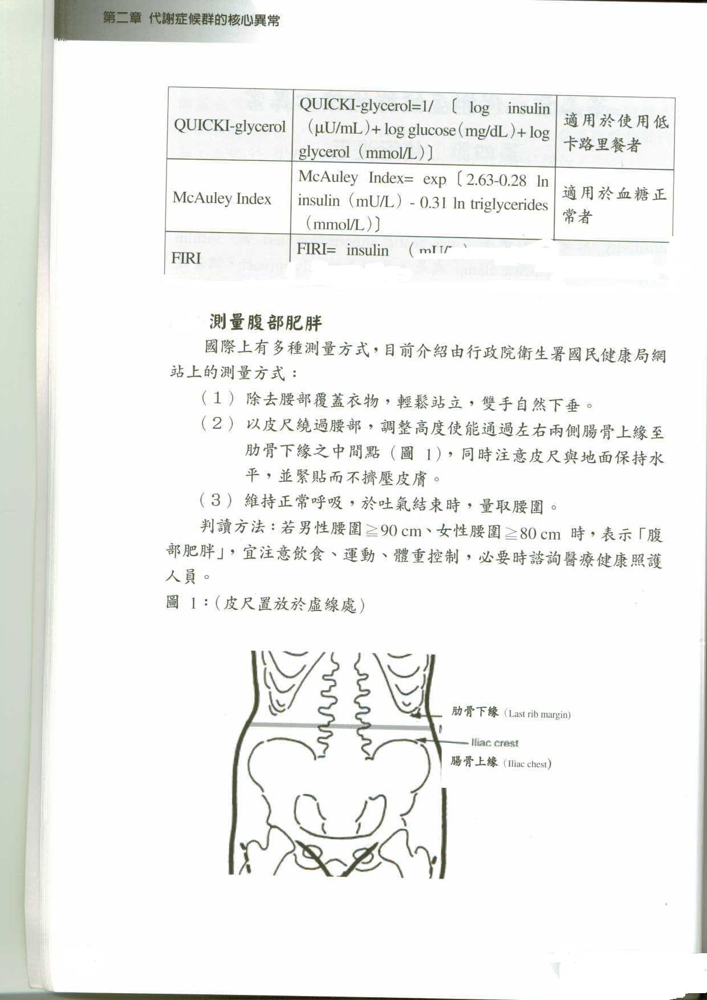 第二章 代謝症候群的核心異常
QUICKI-glycerol
QUICKI-glycerol=1/ 〔 log insulin
（μU/mL）+ log glucose（mg/dL）+ log
glycerol（mmol/L）〕
適用於使用低
卡路里餐者
McAuley Index
McAuley Index= exp〔2.63-0.28 ln
insulin（mU/L）- 0.31 ln triglycerides
（mmol/L）〕
適用於血糖正
常者
FIRI
FIRI= insulin
測量腹部肥胖
國際上有多種測量方式，目前介紹由行政院衛生署國民健康局網
站上的測量方式：
（1）除去腰部覆蓋衣物，輕鬆站立，雙手自然下垂。
（2）以皮尺繞過腰部，調整高度使能通過左右兩側腸骨上緣至
肋骨下緣之中間點（圖 1），同時注意皮尺與地面保持水
平，並緊貼而不擠壓皮膚。
（3）維持正常呼吸，於吐氣結束時，量取腰圍。
判讀方法：若男性腰圍≧90 cm、女性腰圍≧80 cm 時，表示「腹
部肥胖」，宜注意飲食、運動、體重控制，必要時諮詢醫療健康照護
人員。
圖 1：（皮尺置放於虛線處）
肋骨下緣（Last rib margin）
Iliac crest
腸骨上緣（Iliac chest）